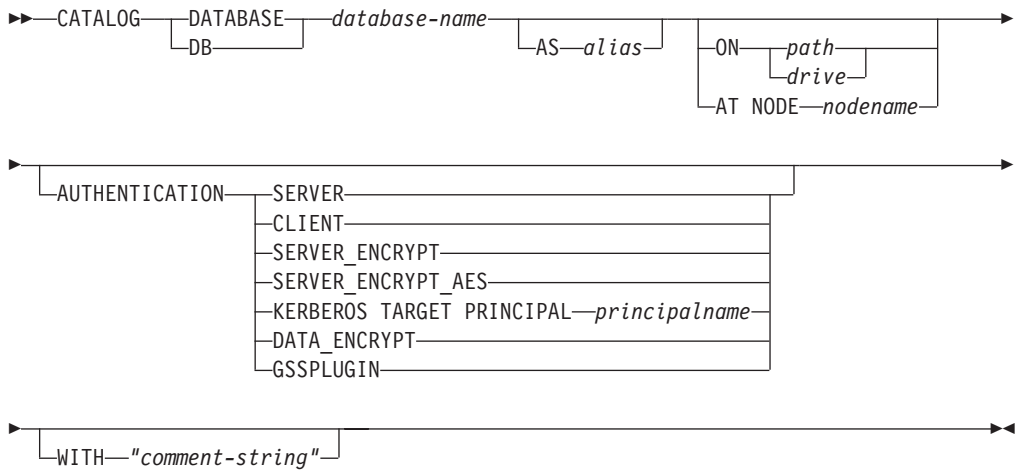 CATALOG DATABASE database-name
DB AS alias ON path
drive
AT NODE nodename
AUTHENTICATION SERVER
CLIENT
SERVER_ENCRYPT
SERVER_ENCRYPT_AES
KERBEROS TARGET PRINCIPAL principalname
DATA_ENCRYPT
GSSPLUGIN
WITH "comment-string"